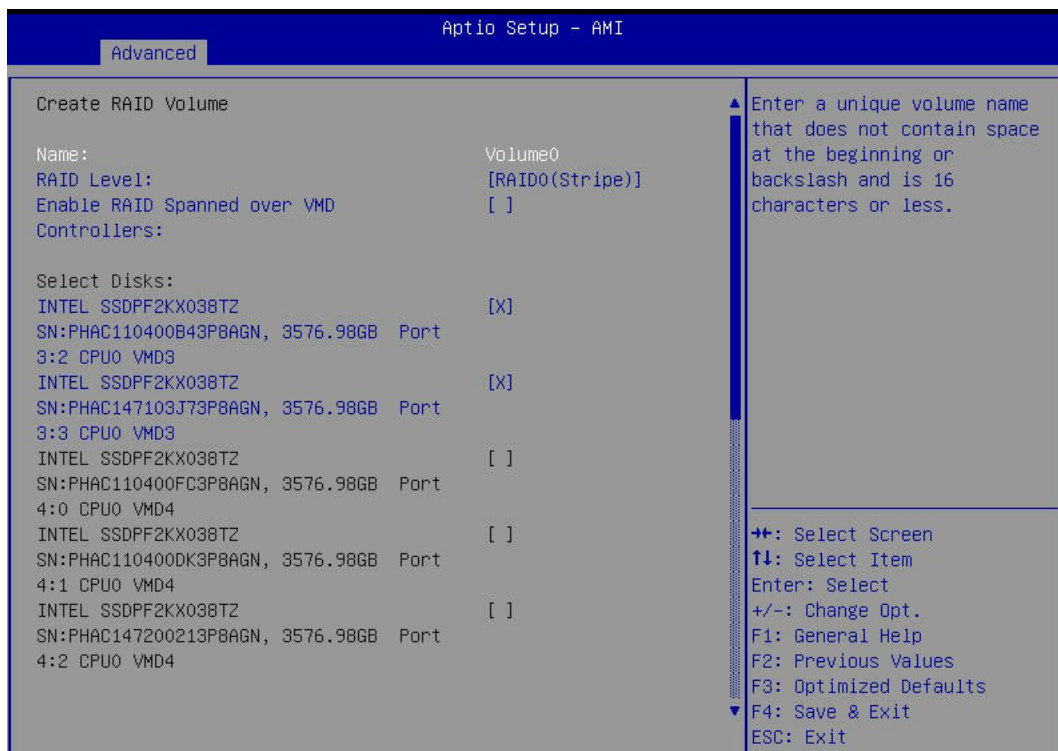 Aptio Setup – AMI
Advanced
Create RAID Volume
Name: Volume0
RAID Level: [RAID0(Stripe)]
Enable RAID Spanned over VMD [ ]
Controllers:
Select Disks:
INTEL SSDPF2KX038TZ [X]
SN:PHAC110400B43P8AGN, 3576.98GB Port
3:2 CPU0 VMD3
INTEL SSDPF2KX038TZ [X]
SN:PHAC147103J73P8AGN, 3576.98GB Port
3:3 CPU0 VMD3
INTEL SSDPF2KX038TZ [ ]
SN:PHAC110400FC3P8AGN, 3576.98GB Port
4:0 CPU0 VMD4
INTEL SSDPF2KX038TZ [ ]
SN:PHAC110400DK3P8AGN, 3576.98GB Port
4:1 CPU0 VMD4
INTEL SSDPF2KX038TZ [ ]
SN:PHAC147200213P8AGN, 3576.98GB Port
4:2 CPU0 VMD4
Enter a unique volume name
that does not contain space
at the beginning or
backslash and is 16
characters or less.
→←: Select Screen
↑↓: Select Item
Enter: Select
+/-: Change Opt.
F1: General Help
F2: Previous Values
F3: Optimized Defaults
F4: Save & Exit
ESC: Exit